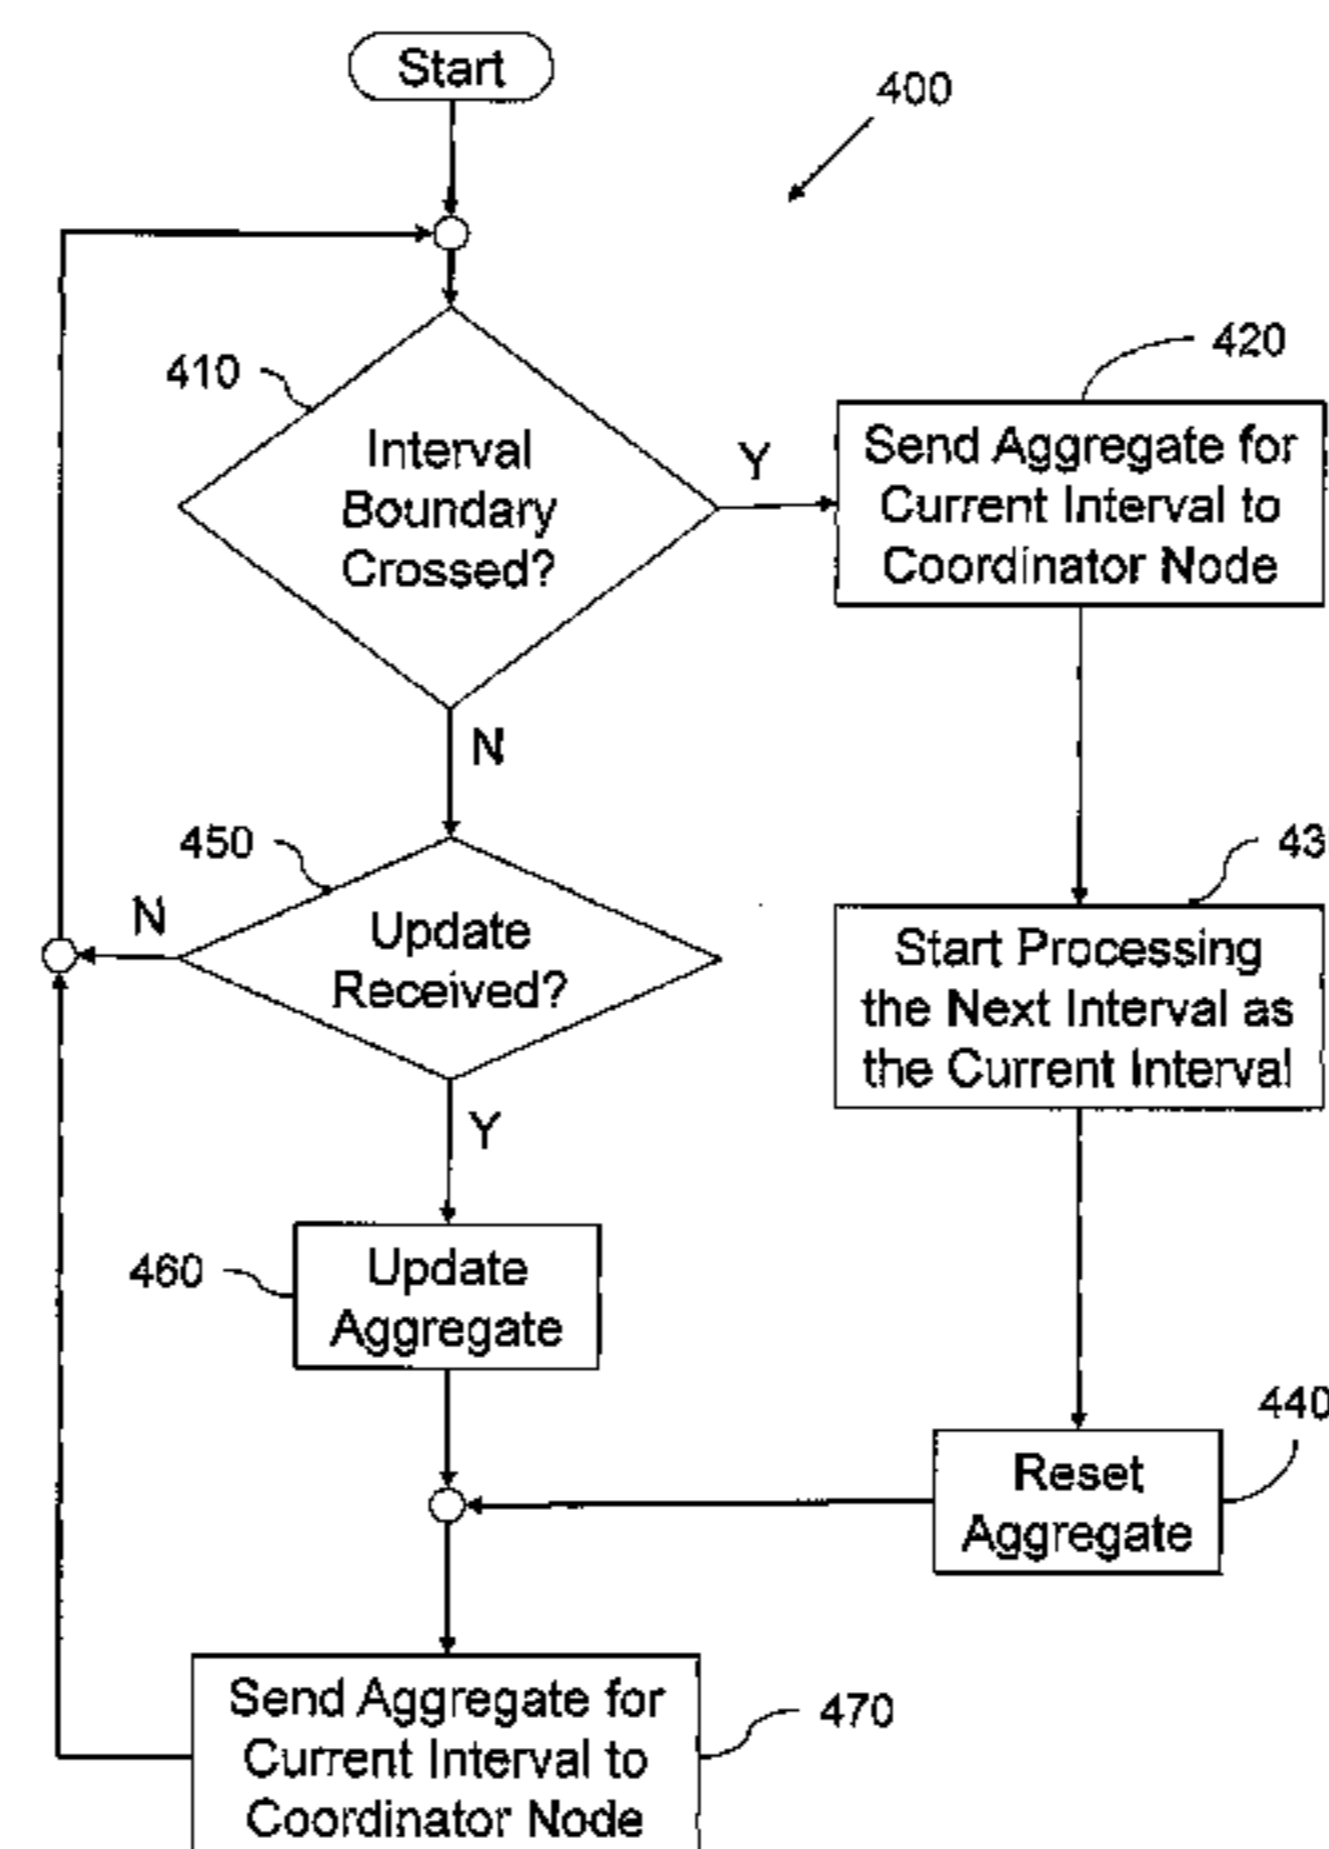 Start
400
410
Interval
Boundary
Crossed?
Y
420
Send Aggregate for
Current Interval to
Coordinator Node
N
450
Update
Received?
N
43
Start Processing
the Next Interval as
the Current Interval
Y
460
Update
Aggregate
440
Reset
Aggregate
Send Aggregate for
Current Interval to
Coordinator Node
470